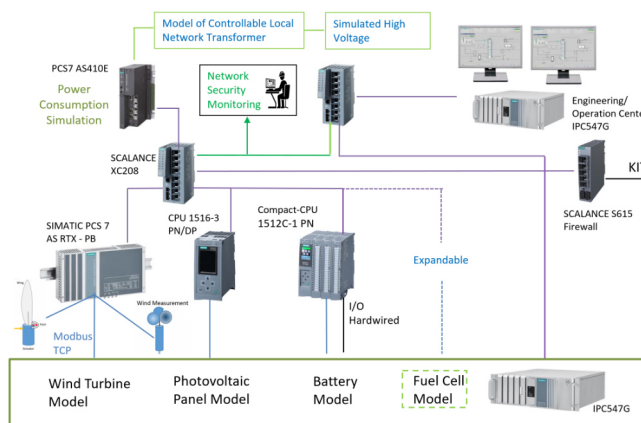 Model of Controllable Local
Network Transformer
Simulated High
Voltage
PCS7 AS410E
Power
Consumption
Simulation
Network
Security
Monitoring
Engineering/
Operation Center
IPC547G
SCALANCE
XC208
KIT
SCALANCE S615
Firewall
SIMATIC PCS 7
AS RTX - PB
CPU 1516-3
PN/DP
Compact-CPU
1512C-1 PN
Expandable
Wind Measurement
I/O
Hardwired
Modbus
TCP
Wind Turbine
Model
Photovoltaic
Panel Model
Battery
Model
Fuel Cell
Model
IPC547G